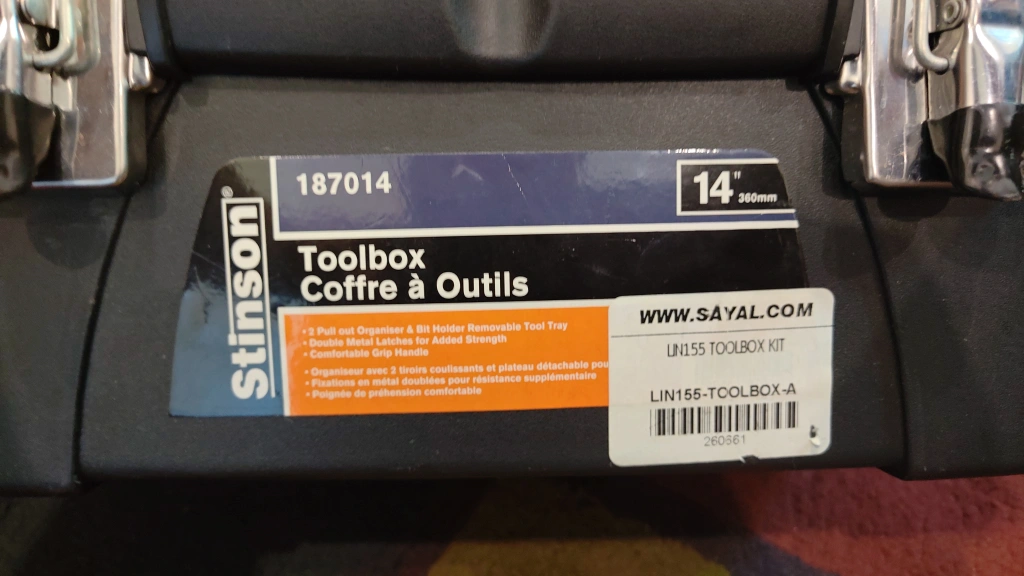 Stinson®
187014
14" 360mm
Toolbox
Coffre à Outils
• 2 Pull out Organiser & Bit Holder Removable Tool Tray
• Double Metal Latches for Added Strength
• Comfortable Grip Handle
• Organiseur avec 2 tiroirs coulissants et plateau détachable pou
• Fixations en métal doublées pour résistance supplémentaire
• Poignée de préhension comfortable
WWW.SAYAL.COM
LIN155 TOOLBOX KIT
LIN155-TOOLBOX-A
260661